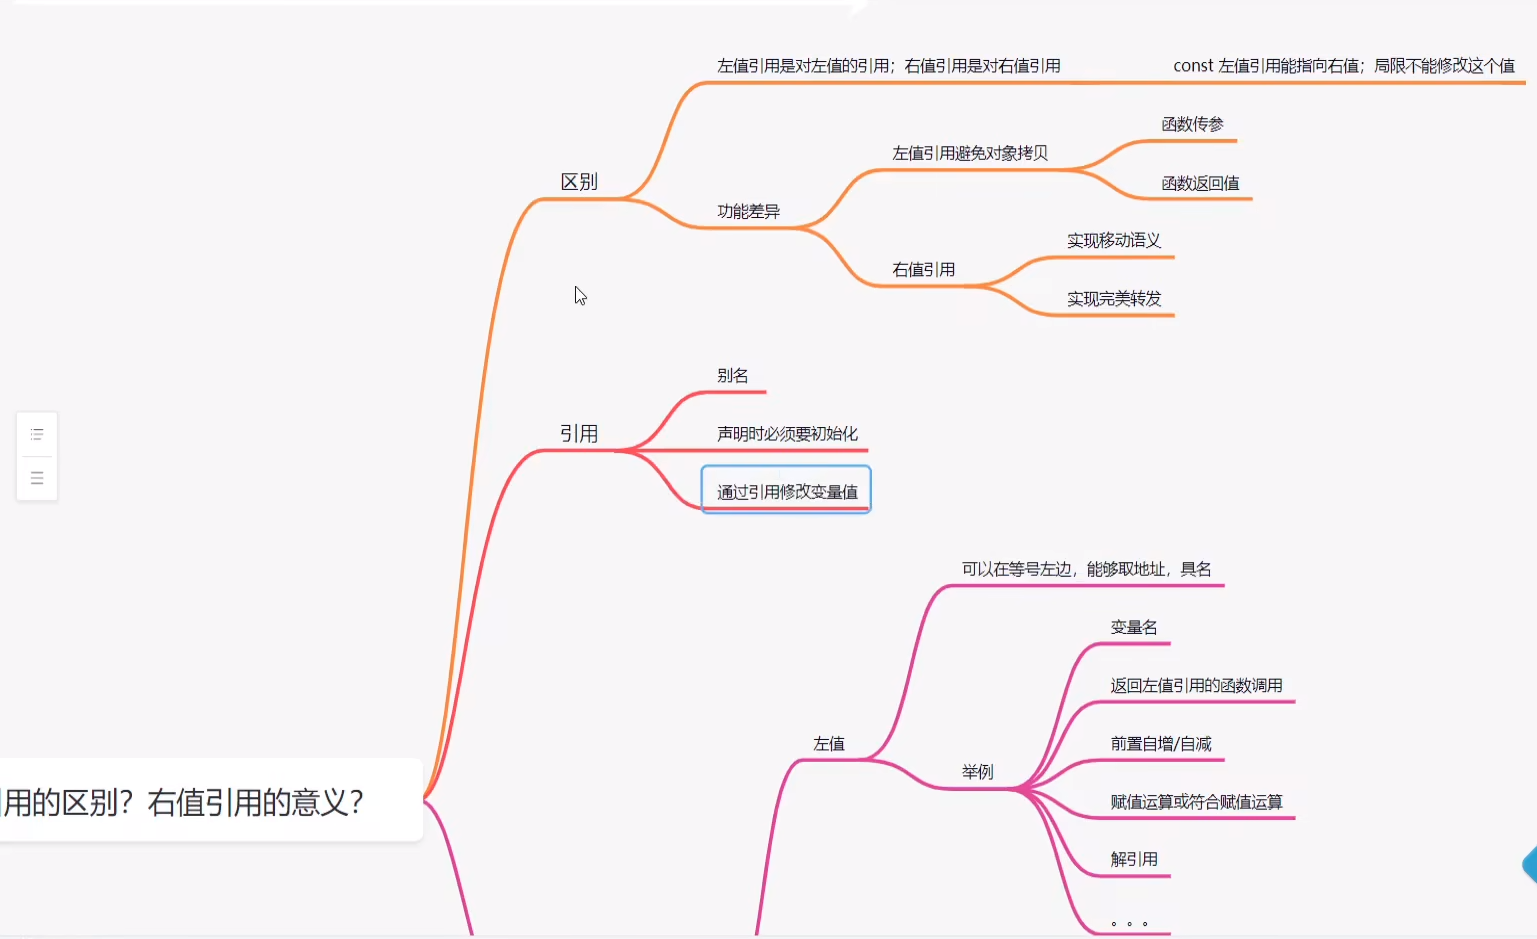 左值引用是对左值的引用；右值引用是对右值引用
const 左值引用能指向右值；局限不能修改这个值
区别
功能差异
左值引用避免对象拷贝
函数传参
函数返回值
右值引用
实现移动语义
实现完美转发
引用
别名
声明时必须要初始化
通过引用修改变量值
用的区别？右值引用的意义？
左值
可以在等号左边，能够取地址，具名
举例
变量名
返回左值引用的函数调用
前置自增/自减
赋值运算或符合赋值运算
解引用
。。。